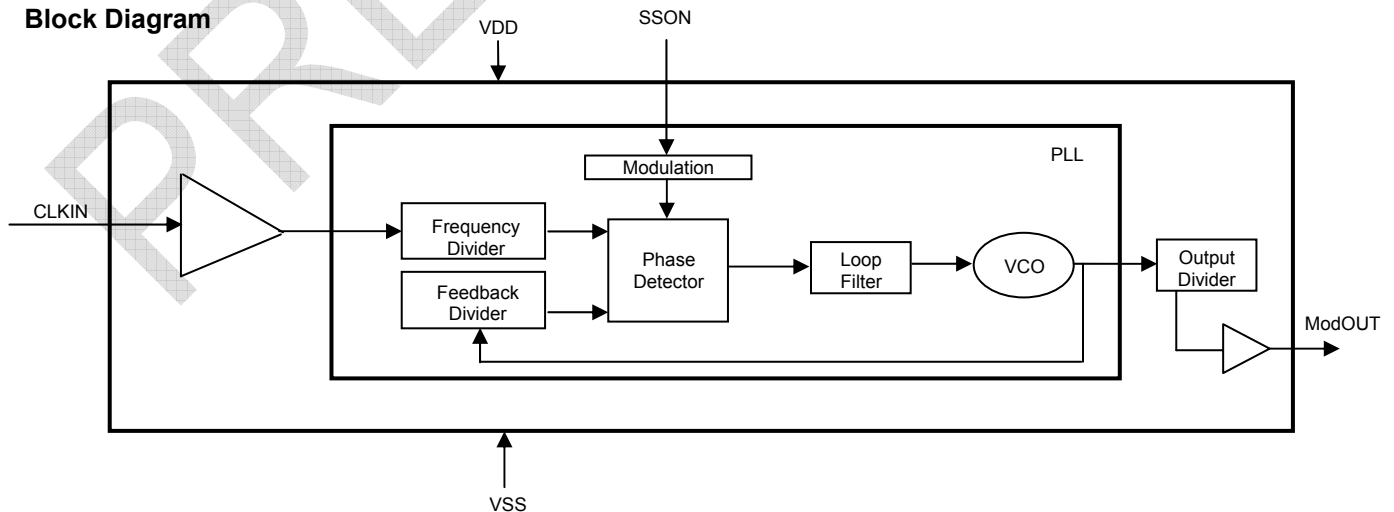 Block Diagram
SSON
VDD
PLL
Modulation
CLKIN
Frequency
Divider
Phase
Detector
Loop
Filter
VCO
Output
Divider
Feedback
Divider
ModOUT
VSS
PRE